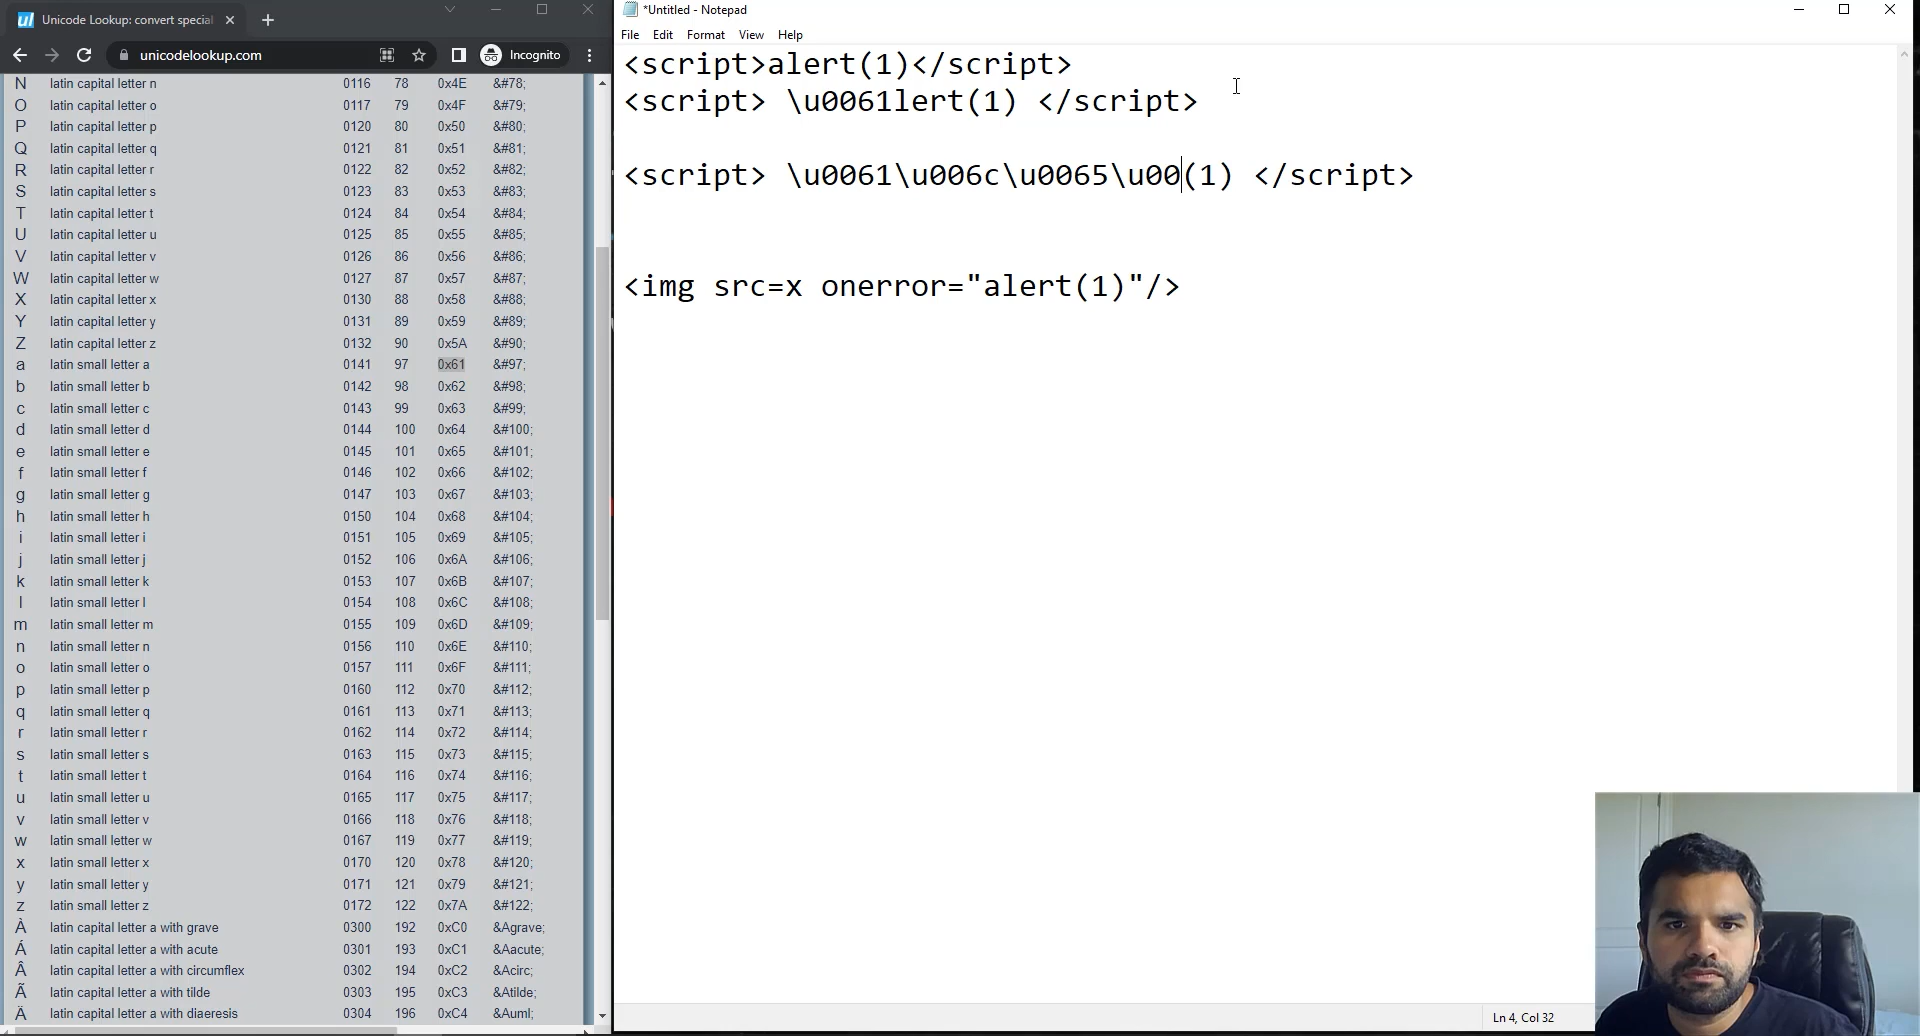 Unicode Lookup: convert special
unicodelookup.com
Incognito
N latin capital letter n 0116 78 0x4E &#78;
O latin capital letter o 0117 79 0x4F &#79;
P latin capital letter p 0120 80 0x50 &#80;
Q latin capital letter q 0121 81 0x51 &#81;
R latin capital letter r 0122 82 0x52 &#82;
S latin capital letter s 0123 83 0x53 &#83;
T latin capital letter t 0124 84 0x54 &#84;
U latin capital letter u 0125 85 0x55 &#85;
V latin capital letter v 0126 86 0x56 &#86;
W latin capital letter w 0127 87 0x57 &#87;
X latin capital letter x 0130 88 0x58 &#88;
Y latin capital letter y 0131 89 0x59 &#89;
Z latin capital letter z 0132 90 0x5A &#90;
a latin small letter a 0141 97 0x61 &#97;
b latin small letter b 0142 98 0x62 &#98;
c latin small letter c 0143 99 0x63 &#99;
d latin small letter d 0144 100 0x64 &#100;
e latin small letter e 0145 101 0x65 &#101;
f latin small letter f 0146 102 0x66 &#102;
g latin small letter g 0147 103 0x67 &#103;
h latin small letter h 0150 104 0x68 &#104;
i latin small letter i 0151 105 0x69 &#105;
j latin small letter j 0152 106 0x6A &#106;
k latin small letter k 0153 107 0x6B &#107;
l latin small letter l 0154 108 0x6C &#108;
m latin small letter m 0155 109 0x6D &#109;
n latin small letter n 0156 110 0x6E &#110;
o latin small letter o 0157 111 0x6F &#111;
p latin small letter p 0160 112 0x70 &#112;
q latin small letter q 0161 113 0x71 &#113;
r latin small letter r 0162 114 0x72 &#114;
s latin small letter s 0163 115 0x73 &#115;
t latin small letter t 0164 116 0x74 &#116;
u latin small letter u 0165 117 0x75 &#117;
v latin small letter v 0166 118 0x76 &#118;
w latin small letter w 0167 119 0x77 &#119;
x latin small letter x 0170 120 0x78 &#120;
y latin small letter y 0171 121 0x79 &#121;
z latin small letter z 0172 122 0x7A &#122;
À latin capital letter a with grave 0300 192 0xC0 &Agrave;
Á latin capital letter a with acute 0301 193 0xC1 &Aacute;
Â latin capital letter a with circumflex 0302 194 0xC2 &Acirc;
Ã latin capital letter a with tilde 0303 195 0xC3 &Atilde;
Ä latin capital letter a with diaeresis 0304 196 0xC4 &Auml;
*Untitled - Notepad
File Edit Format View Help
<script>alert(1)</script>
<script> \u0061lert(1) </script>
<script> \u0061\u006c\u0065\u00(1) </script>
<img src=x onerror="alert(1)"/>
Ln 4, Col 32